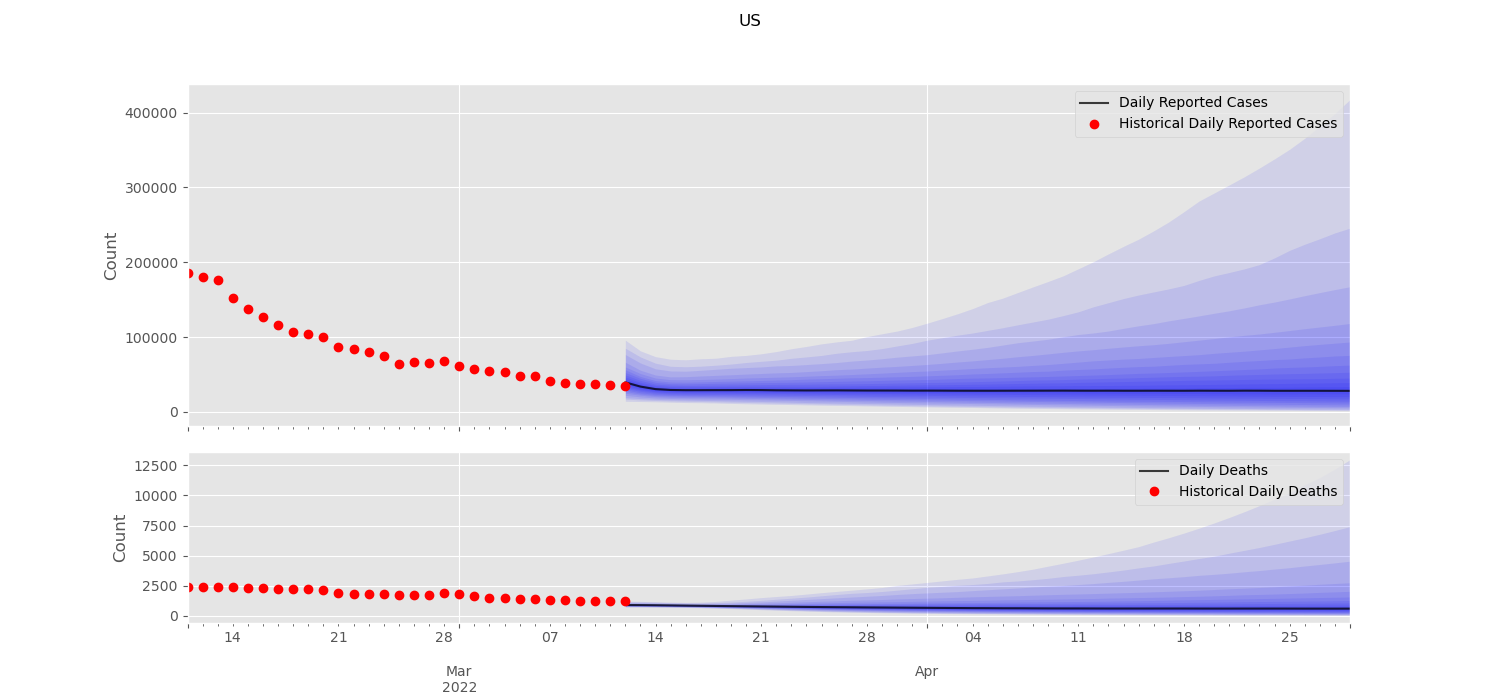 US
400000
300000
200000
100000
0
Count
Daily Reported Cases
Historical Daily Reported Cases
12500
10000
7500
5000
2500
0
Count
Daily Deaths
Historical Daily Deaths
14 21 28 07 14 21 28 04 11 18 25
Mar Apr
2022